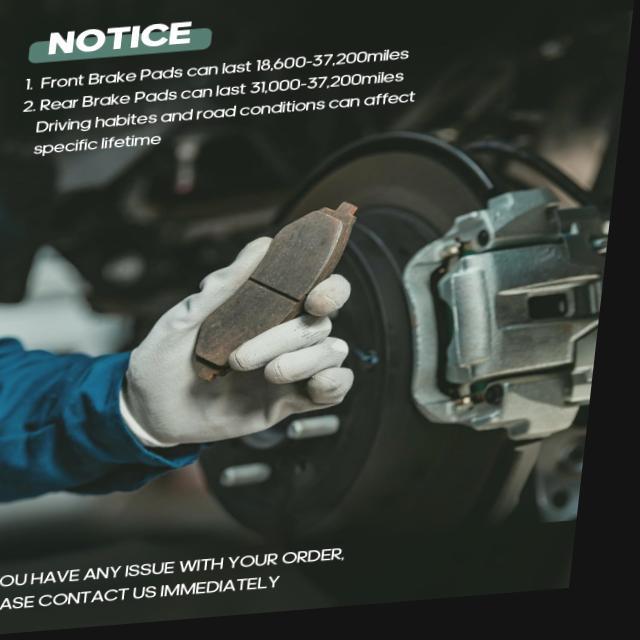 NOTICE
1. Front Brake Pads can last 18,600-37,200miles
2. Rear Brake Pads can last 31,000-37,200miles
Driving habites and road conditions can affect
specific lifetime
OU HAVE ANY ISSUE WITH YOUR ORDER,
ASE CONTACT US IMMEDIATELY